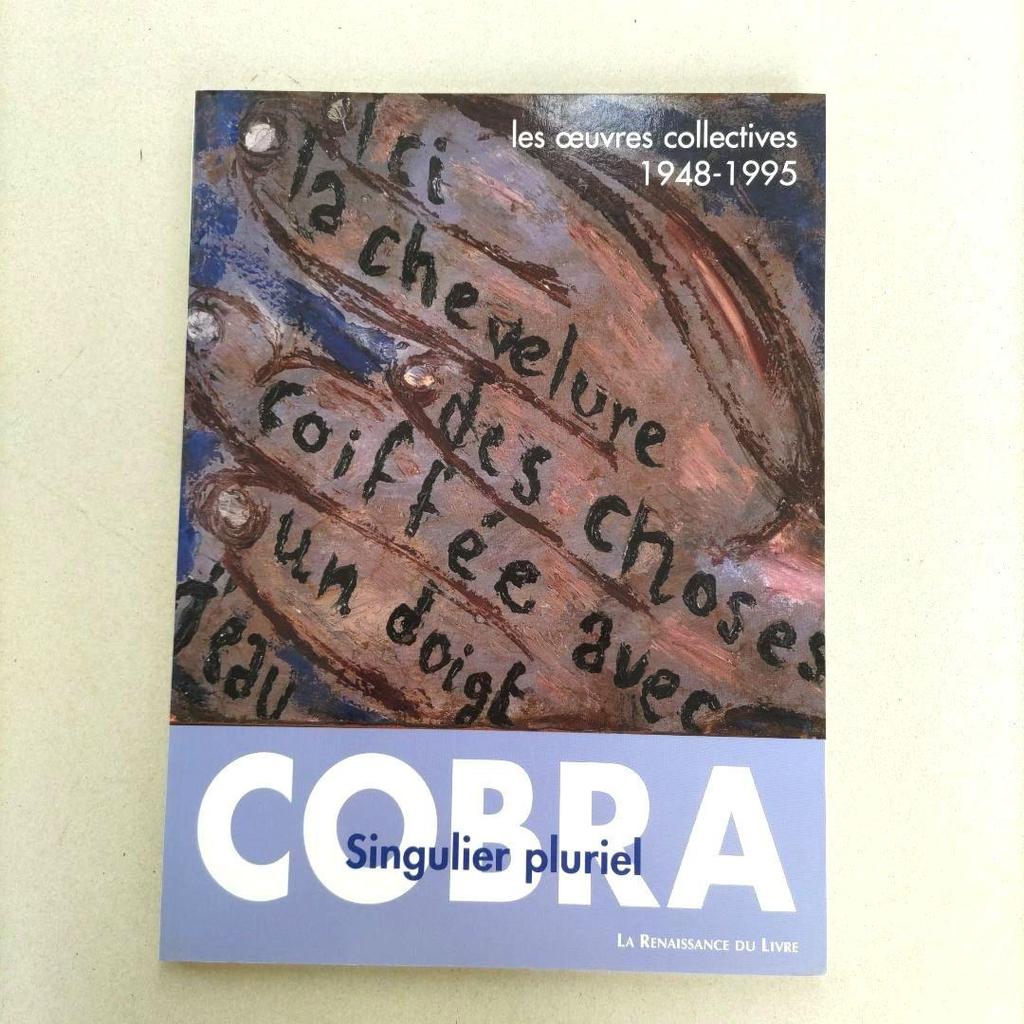 les œuvres collectives
1948-1995
Ici
la chevelure
des choses
coiffée avec
un doigt
d'eau
COBRA
Singulier pluriel
LA RENAISSANCE DU LIVRE